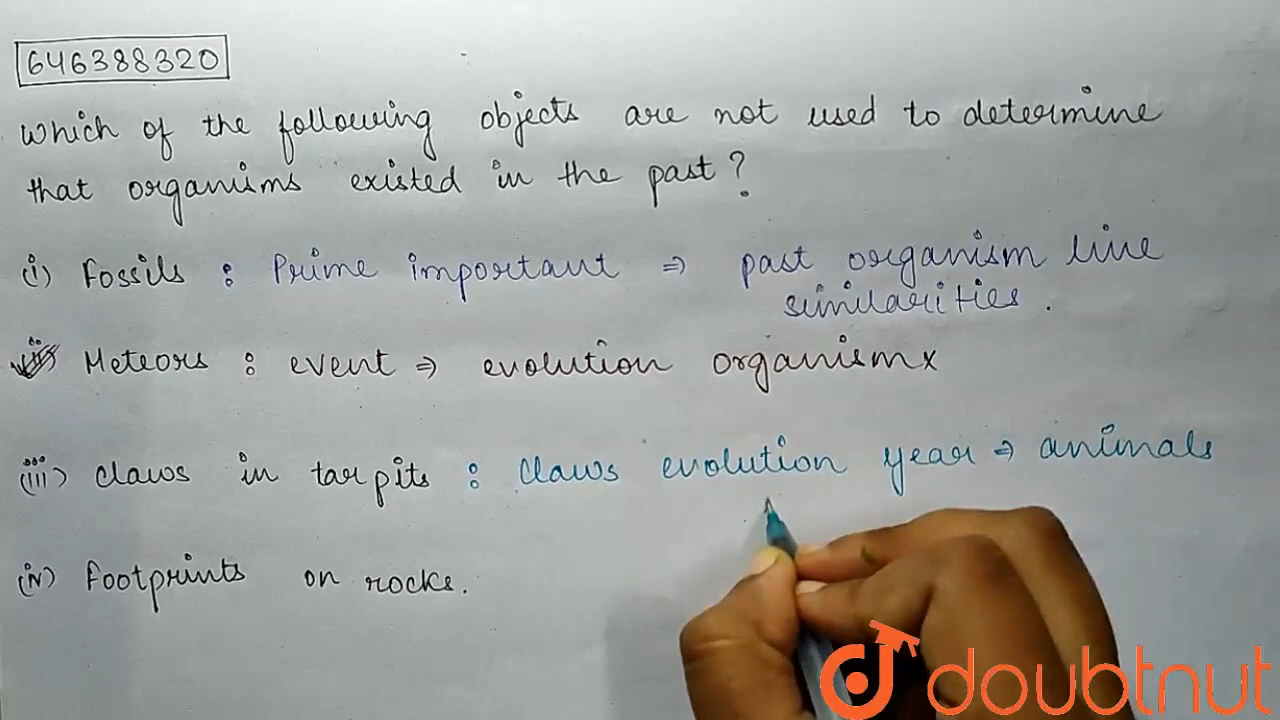 646388320
Which of the following objects are not used to determine
that organisms existed in the past?
(i) Fossils : Prime important ⇒ past organism line
similarities.
Meteors : event ⇒ evolution organism x
(iii) Claws in tar pits : Claws evolution year ⇒ animals
(iv) Footprints on rocks.
doubtnut